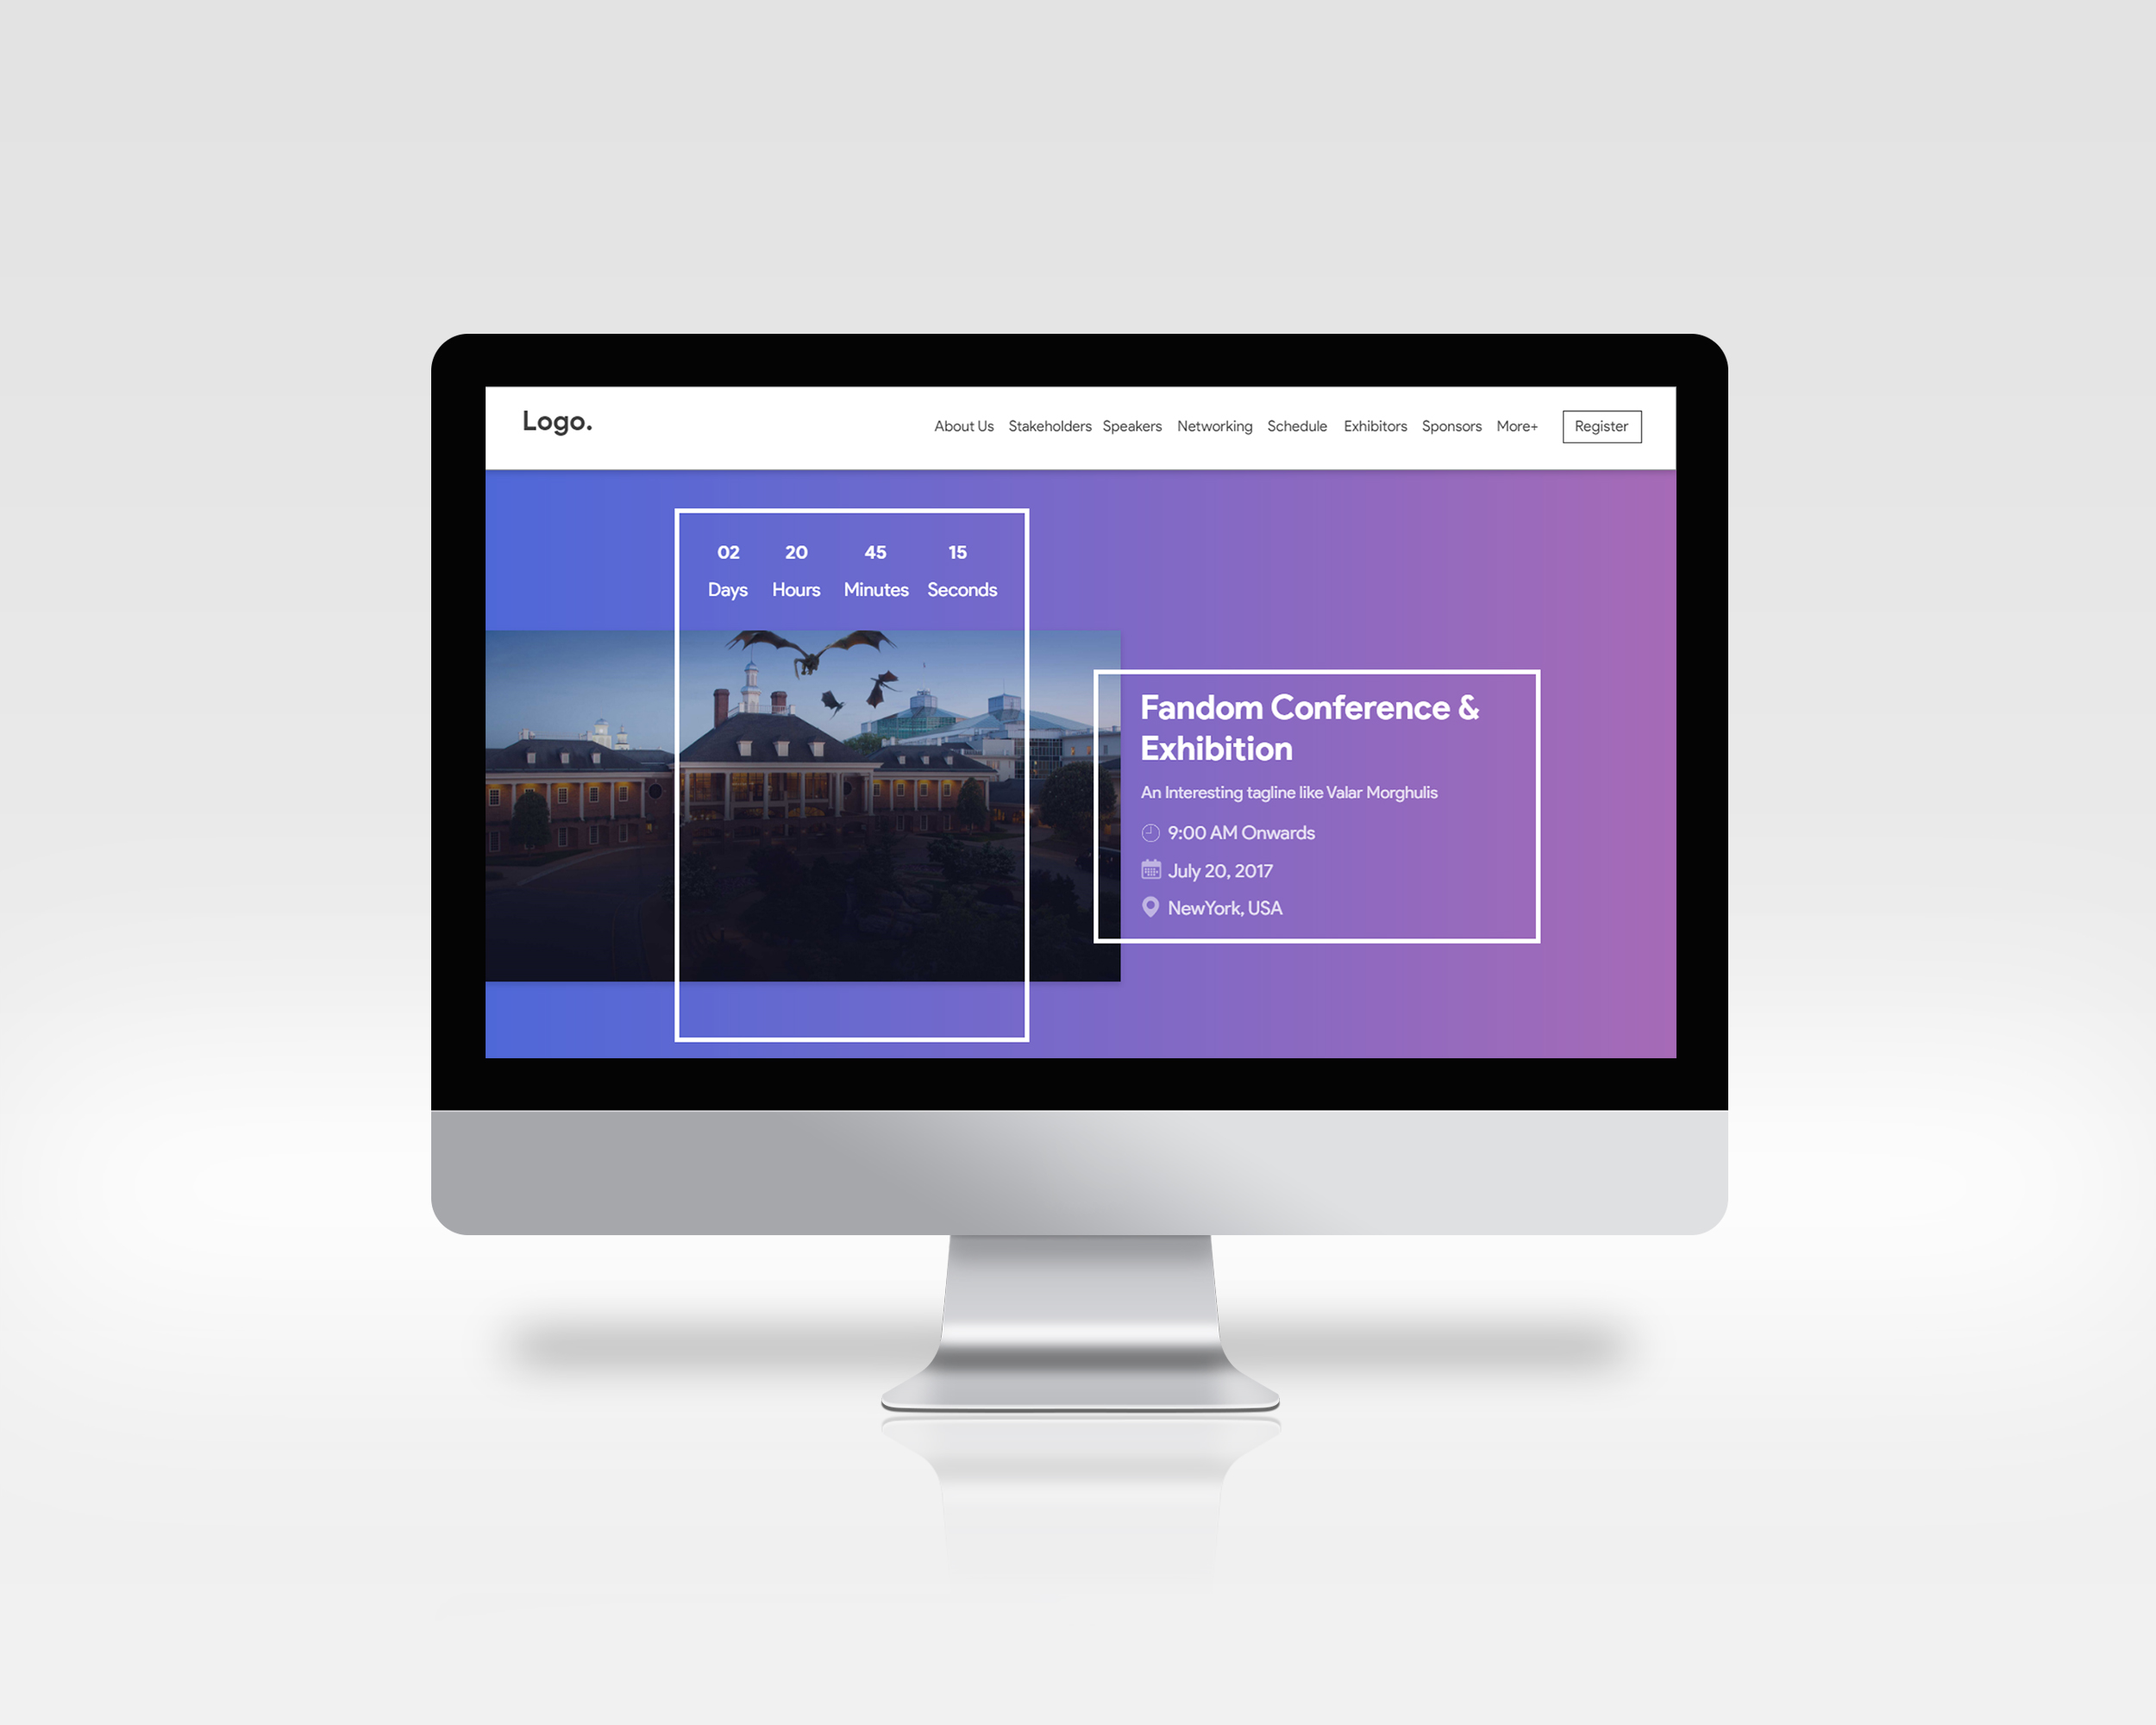 Logo.
About Us Stakeholders Speakers Networking Schedule Exhibitors Sponsors More+ Register
02 20 45 15
Days Hours Minutes Seconds
Fandom Conference &
Exhibition
An Interesting tagline like Valar Morghulis
9:00 AM Onwards
July 20, 2017
NewYork, USA